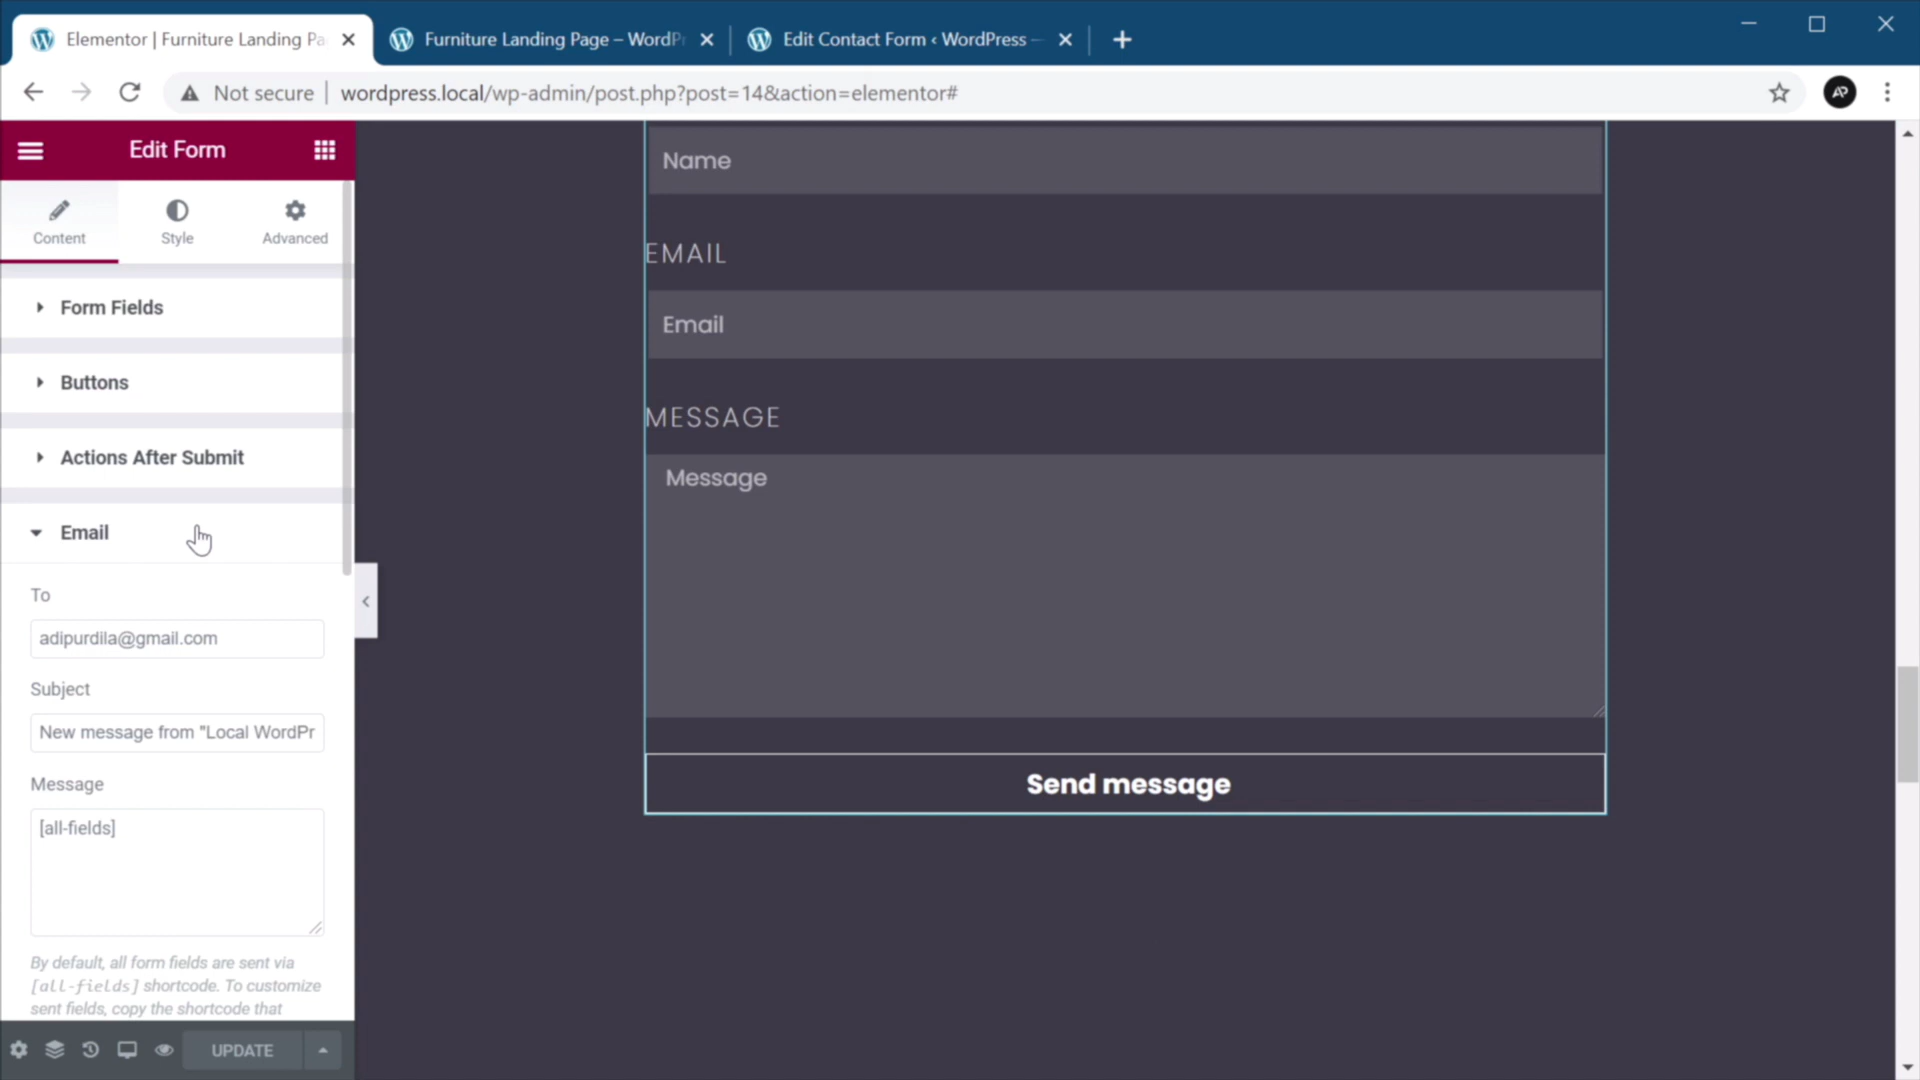 Elementor | Furniture Landing Pa
Furniture Landing Page – WordPr
Edit Contact Form ‹ WordPress —
Not secure
wordpress.local/wp-admin/post.php?post=14&action=elementor#
AP
Edit Form
Content
Style
Advanced
Form Fields
Buttons
Actions After Submit
Email
To
adipurdila@gmail.com
Subject
New message from "Local WordPr
Message
[all-fields]
By default, all form fields are sent via
[all-fields] shortcode. To customize
sent fields, copy the shortcode that
UPDATE
Name
EMAIL
Email
MESSAGE
Message
Send message